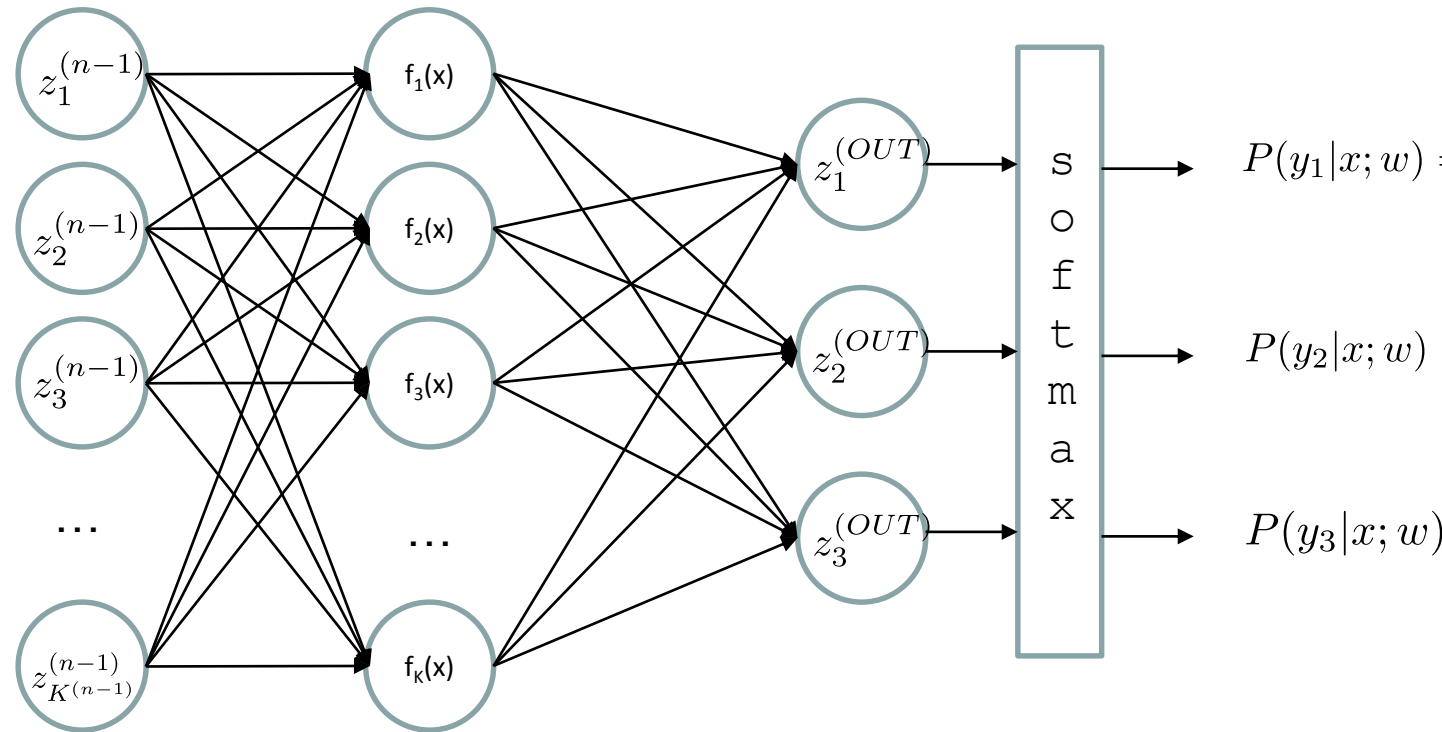 z_1^{(n-1)}
z_2^{(n-1)}
z_3^{(n-1)}
...
z_{K^{(n-1)}}^{(n-1)}
f_1(x)
f_2(x)
f_3(x)
...
f_K(x)
z_1^{(OUT)}
z_2^{(OUT)}
z_3^{(OUT)}
s
o
f
t
m
a
x
P(y_1|x; w) =
P(y_2|x; w)
P(y_3|x; w)